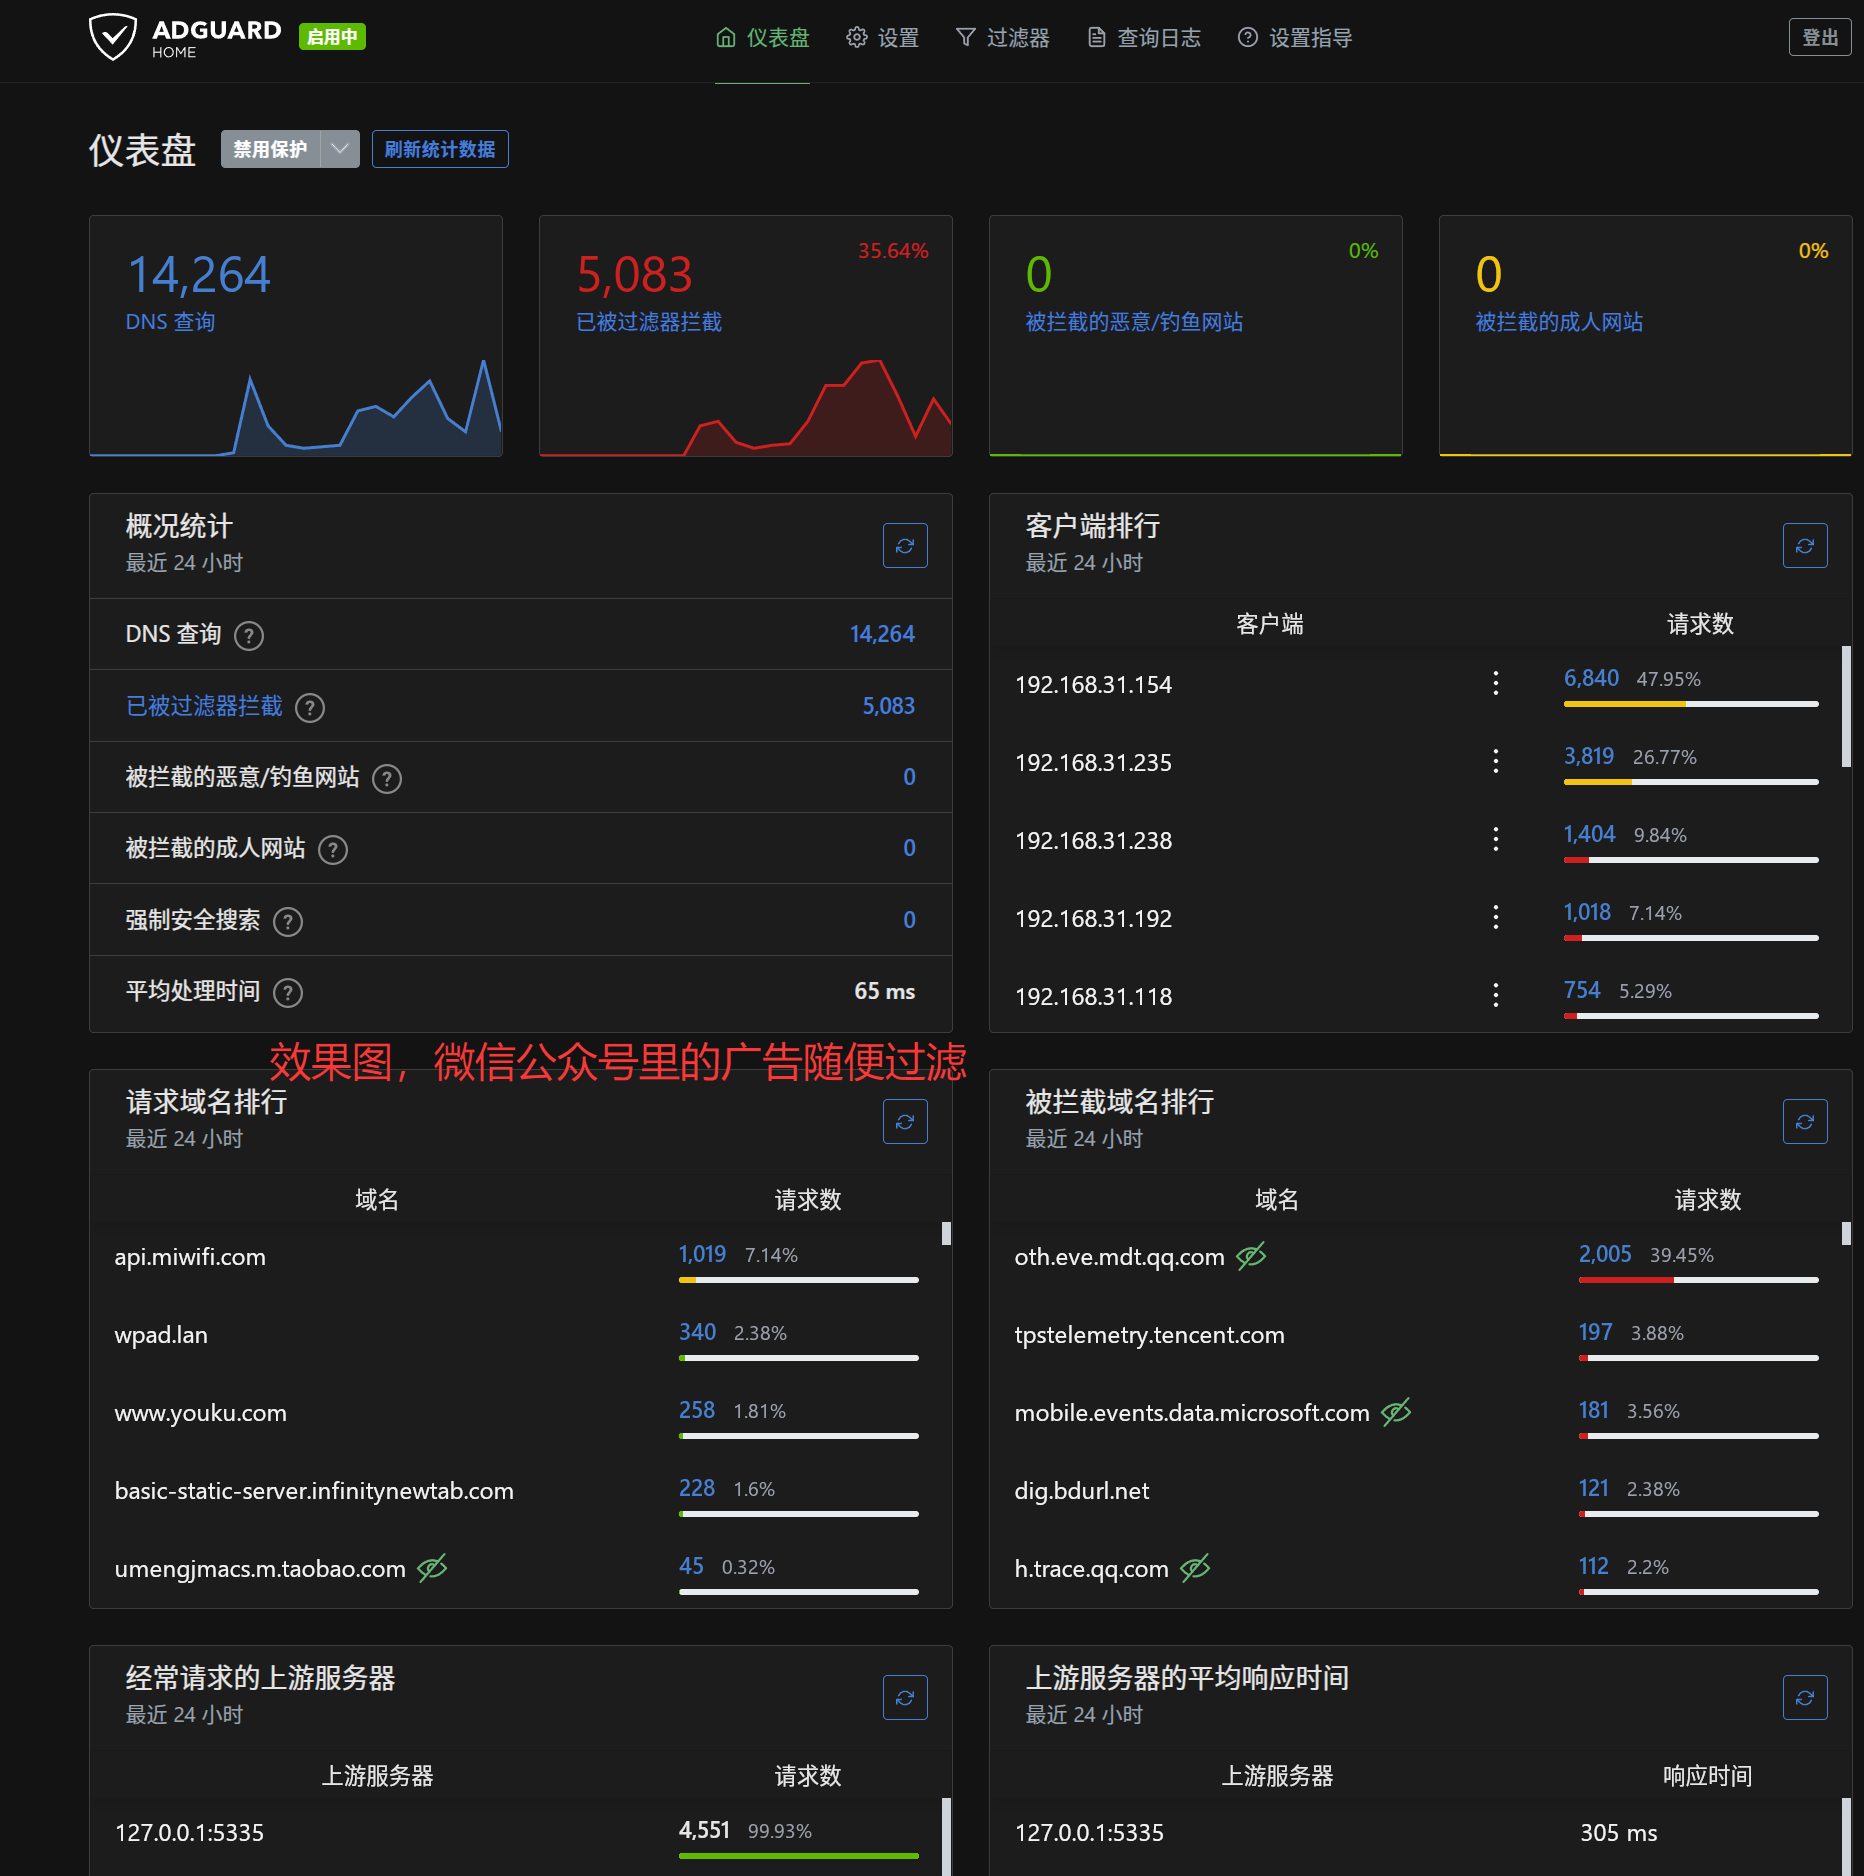 ADGUARD
HOME
启用中
仪表盘
设置
过滤器
查询日志
设置指导
登出
仪表盘
禁用保护
刷新统计数据
14,264
DNS 查询
35.64%
5,083
已被过滤器拦截
0%
0
被拦截的恶意/钓鱼网站
0%
0
被拦截的成人网站
概况统计
最近 24 小时
DNS 查询 ? 14,264
已被过滤器拦截 ? 5,083
被拦截的恶意/钓鱼网站 ? 0
被拦截的成人网站 ? 0
强制安全搜索 ? 0
平均处理时间 ? 65 ms
客户端排行
最近 24 小时
客户端 请求数
192.168.31.154 6,840 47.95%
192.168.31.235 3,819 26.77%
192.168.31.238 1,404 9.84%
192.168.31.192 1,018 7.14%
192.168.31.118 754 5.29%
效果图，微信公众号里的广告随便过滤
请求域名排行
最近 24 小时
域名 请求数
api.miwifi.com 1,019 7.14%
wpad.lan 340 2.38%
www.youku.com 258 1.81%
basic-static-server.infinitynewtab.com 228 1.6%
umengjmacs.m.taobao.com 45 0.32%
被拦截域名排行
最近 24 小时
域名 请求数
oth.eve.mdt.qq.com 2,005 39.45%
tpstelemetry.tencent.com 197 3.88%
mobile.events.data.microsoft.com 181 3.56%
dig.bdurl.net 121 2.38%
h.trace.qq.com 112 2.2%
经常请求的上游服务器
最近 24 小时
上游服务器 请求数
127.0.0.1:5335 4,551 99.93%
上游服务器的平均响应时间
最近 24 小时
上游服务器 响应时间
127.0.0.1:5335 305 ms